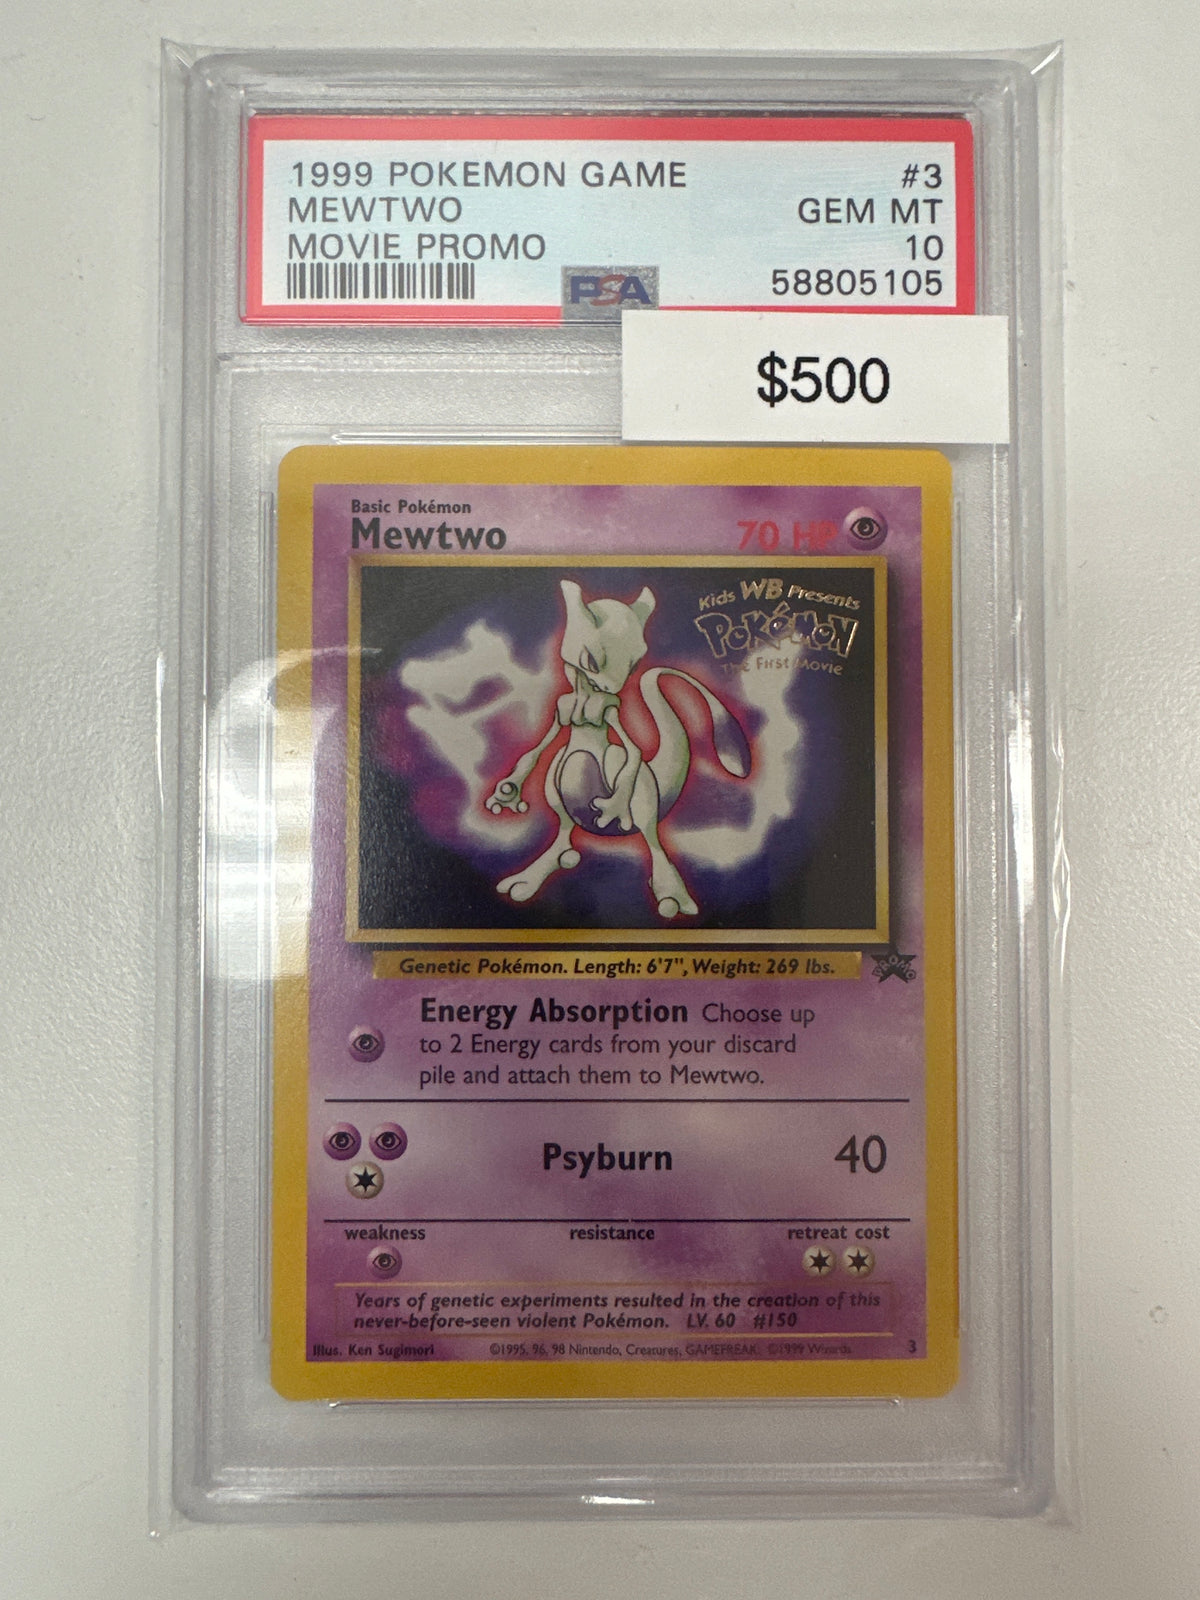 1999 POKEMON GAME #3
MEWTWO GEM MT
MOVIE PROMO 10
PSA 58805105
$500
Basic Pokémon
Mewtwo 70 HP
Kids WB Presents
POKéMON
The First Movie
Genetic Pokémon. Length: 6'7", Weight: 269 lbs.
PROMO
Energy Absorption Choose up
to 2 Energy cards from your discard
pile and attach them to Mewtwo.
Psyburn 40
weakness resistance retreat cost
Years of genetic experiments resulted in the creation of this
never-before-seen violent Pokémon. LV. 60 #150
Illus. Ken Sugimori ©1995, 96, 98 Nintendo, Creatures, GAMEFREAK. ©1999 Wizards. 3